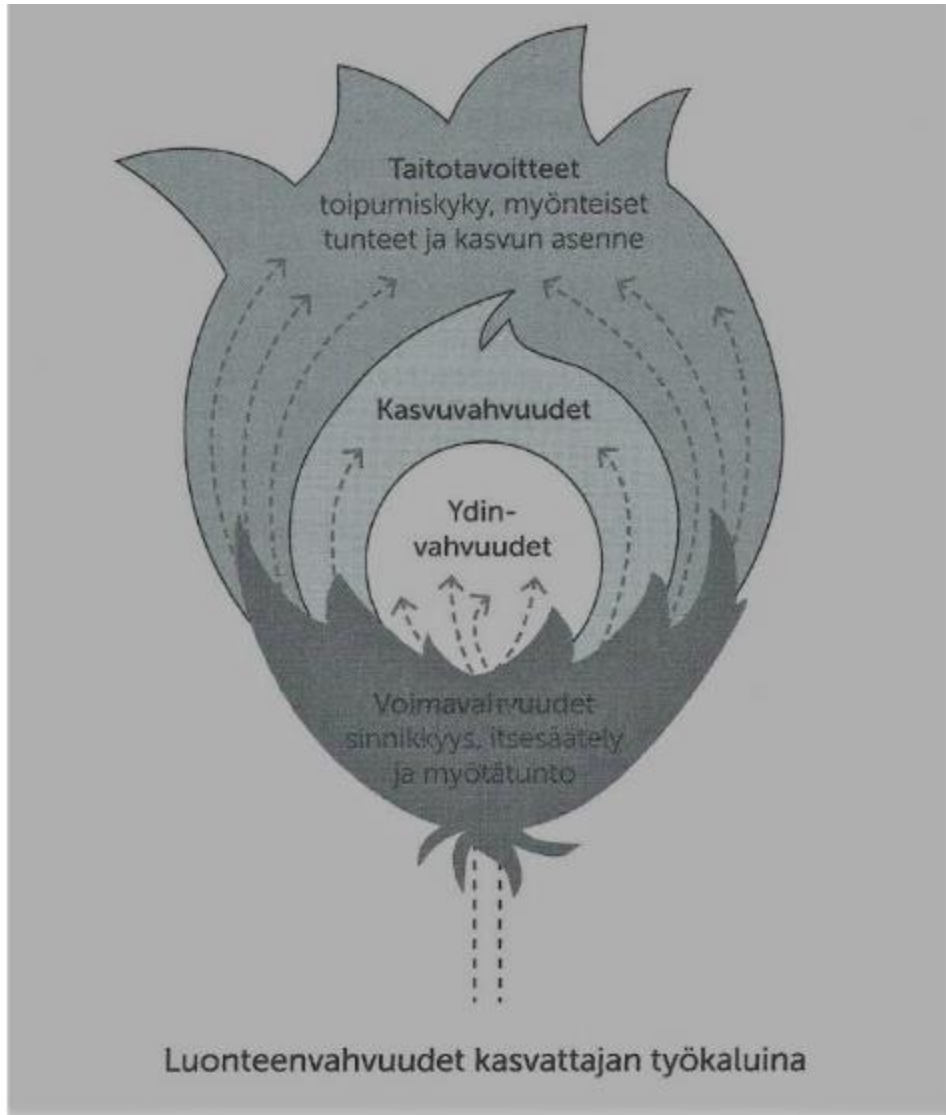 Taitotavoitteet
toipumiskyky, myönteiset
tunteet ja kasvun asenne
Kasvuvahvuudet
Ydin-
vahvuudet
Voimavahvuudet
sinnikkyys, itsesäätely
ja myötätunto
Luonteenvahvuudet kasvattajan työkaluina